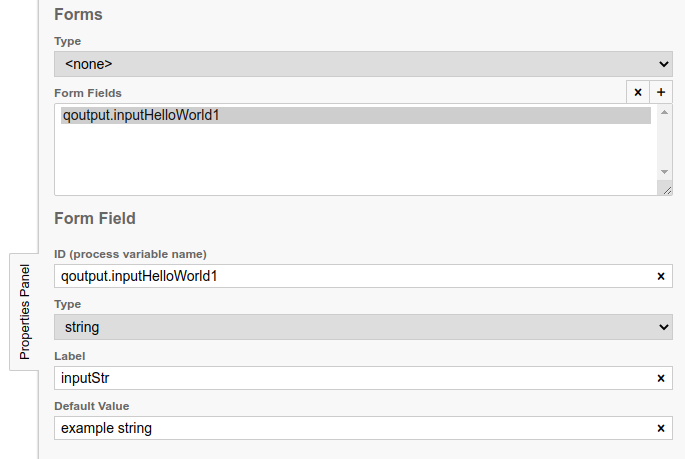 Forms
Type
<none>
Form Fields
× +
qoutput.inputHelloWorld1
Form Field
ID (process variable name)
qoutput.inputHelloWorld1 ×
Properties Panel
Type
string
Label
inputStr ×
Default Value
example string ×